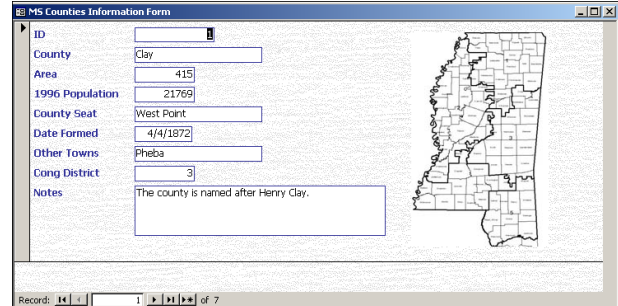 MS Counties Information Form
ID 1
County Clay
Area 415
1996 Population 21769
County Seat West Point
Date Formed 4/4/1872
Other Towns Pheba
Cong District 3
Notes The county is named after Henry Clay.
Record: 1 of 7